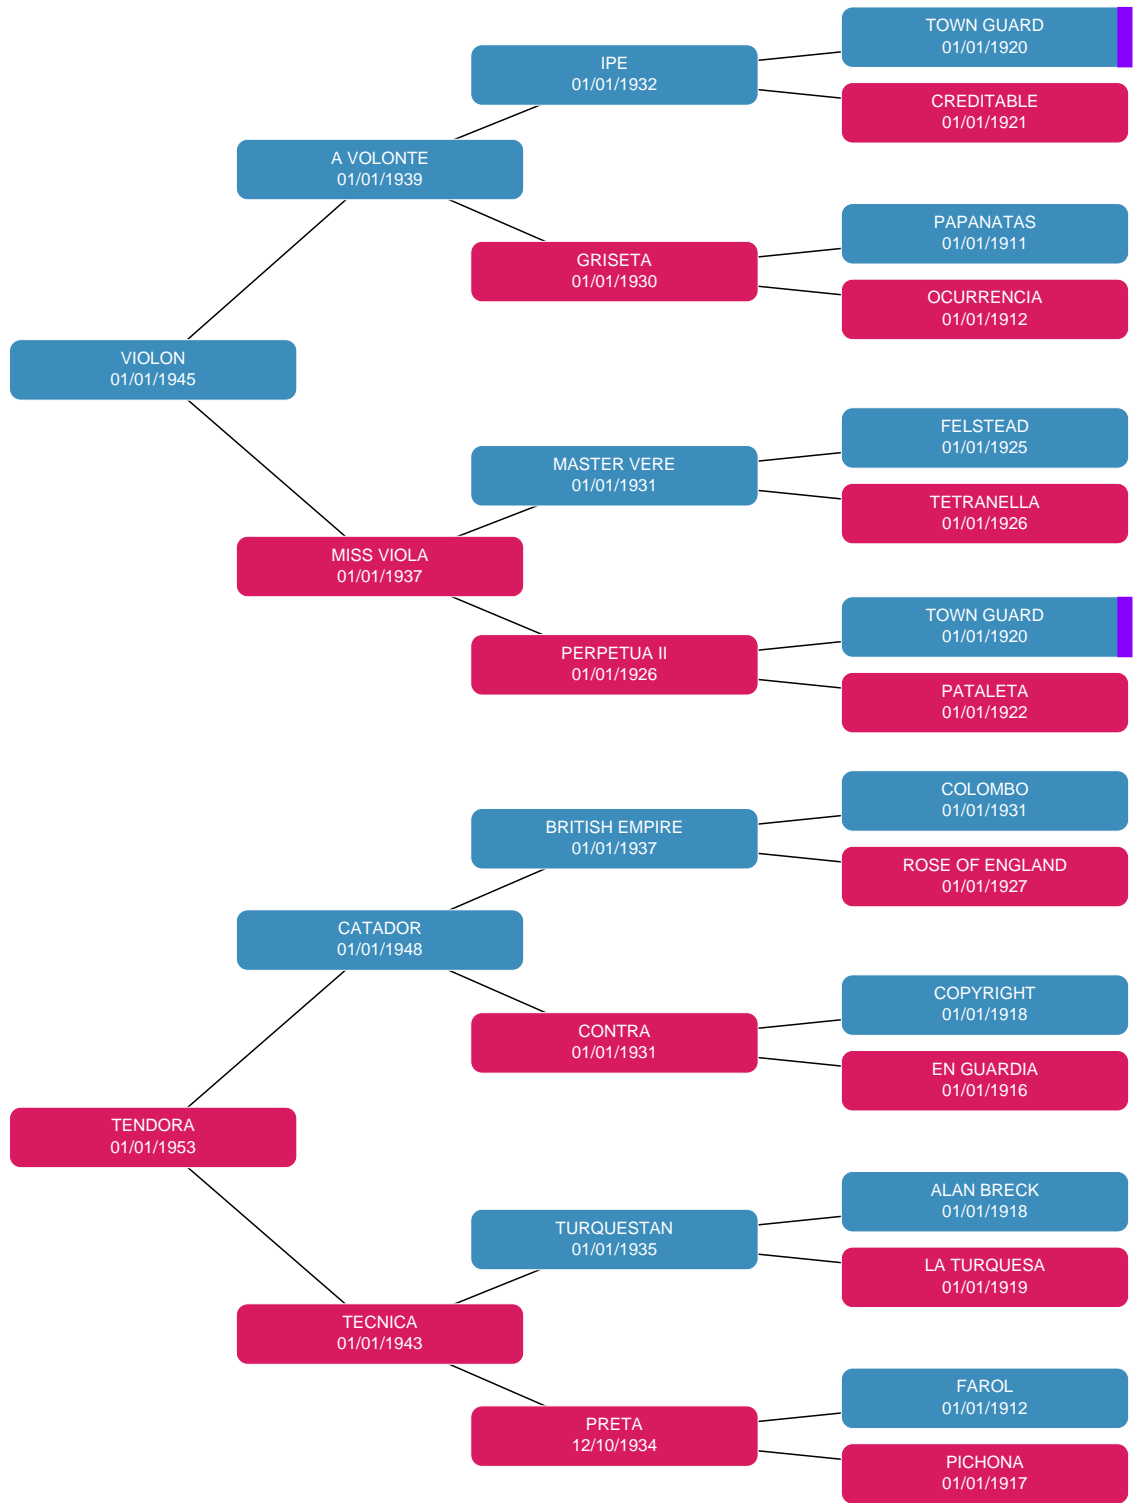 TOWN GUARD
01/01/1920
IPE
01/01/1932
CREDITABLE
01/01/1921
A VOLONTE
01/01/1939
PAPANATAS
01/01/1911
GRISETA
01/01/1930
OCURRENCIA
01/01/1912
VIOLON
01/01/1945
FELSTEAD
01/01/1925
MASTER VERE
01/01/1931
TETRANELLA
01/01/1926
MISS VIOLA
01/01/1937
TOWN GUARD
01/01/1920
PERPETUA II
01/01/1926
PATALETA
01/01/1922
COLOMBO
01/01/1931
BRITISH EMPIRE
01/01/1937
ROSE OF ENGLAND
01/01/1927
CATADOR
01/01/1948
COPYRIGHT
01/01/1918
CONTRA
01/01/1931
EN GUARDIA
01/01/1916
TENDORA
01/01/1953
ALAN BRECK
01/01/1918
TURQUESTAN
01/01/1935
LA TURQUESA
01/01/1919
TECNICA
01/01/1943
FAROL
01/01/1912
PRETA
12/10/1934
PICHONA
01/01/1917